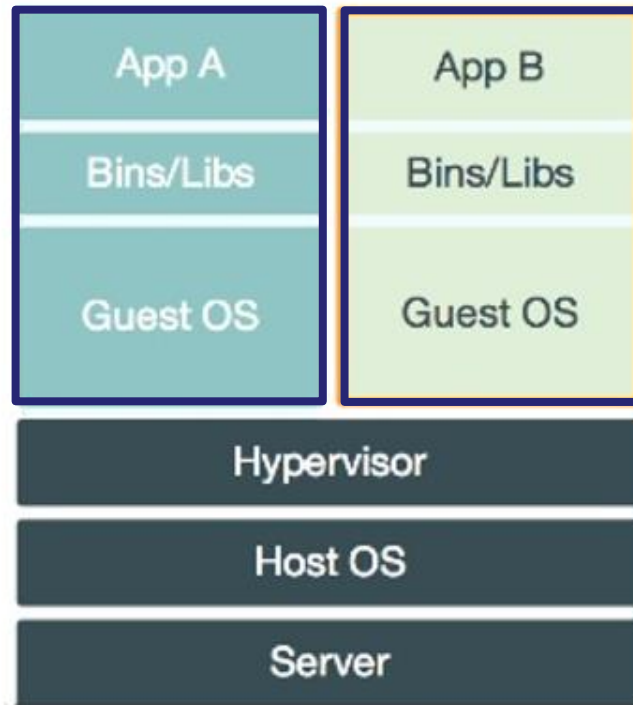 App A
Bins/Libs
Guest OS
App B
Bins/Libs
Guest OS
Hypervisor
Host OS
Server